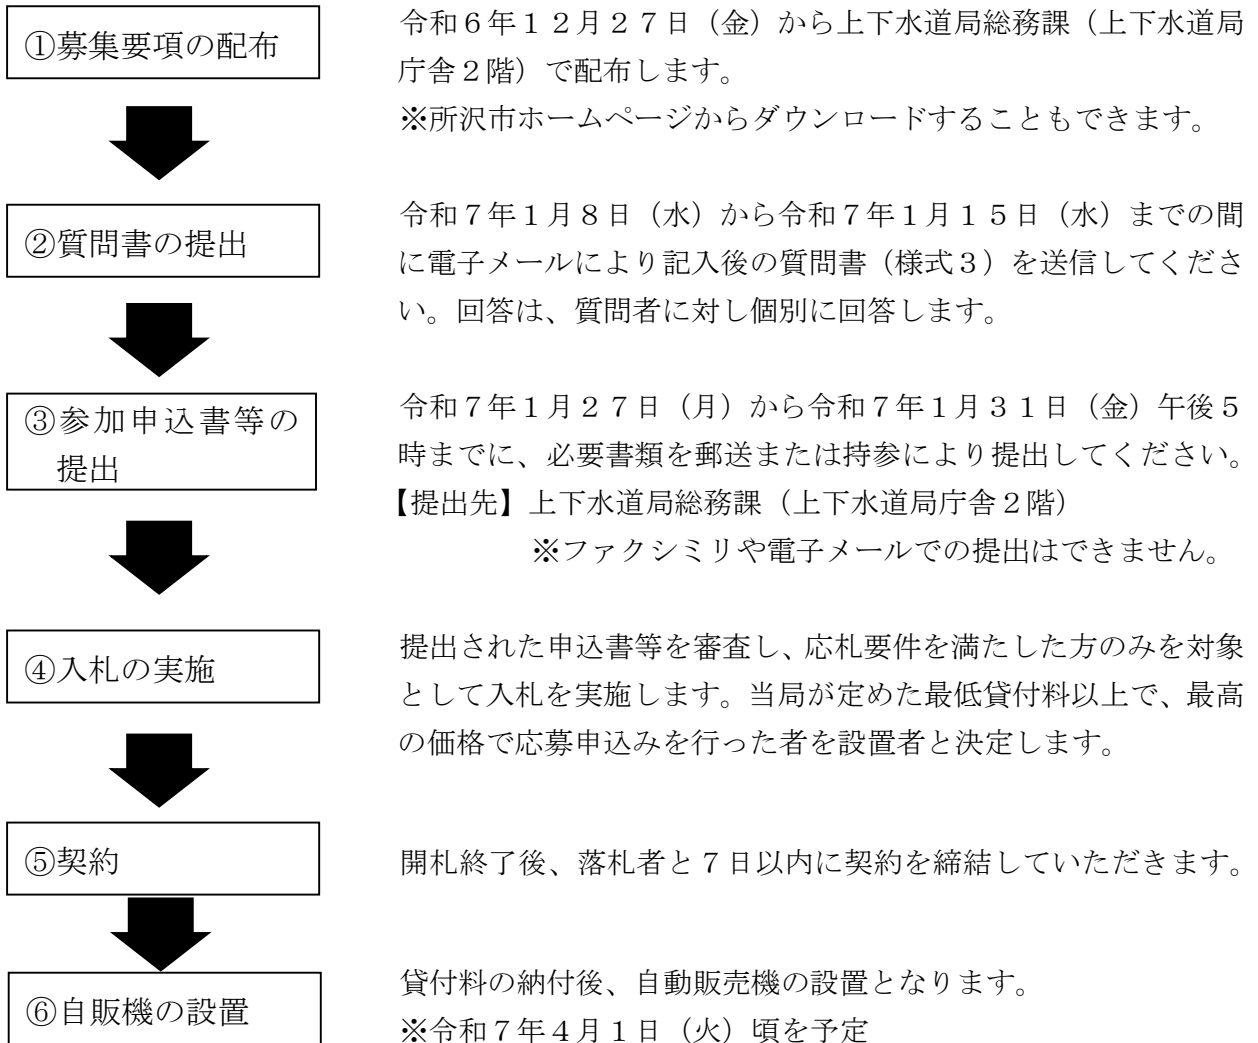 ①募集要項の配布
令和６年１２月２７日（金）から上下水道局総務課（上下水道局
庁舎２階）で配布します。
※所沢市ホームページからダウンロードすることもできます。
②質問書の提出
令和７年１月８日（水）から令和７年１月１５日（水）までの間
に電子メールにより記入後の質問書（様式３）を送信してくださ
い。回答は、質問者に対し個別に回答します。
③参加申込書等の
提出
令和７年１月２７日（月）から令和７年１月３１日（金）午後５
時までに、必要書類を郵送または持参により提出してください。
【提出先】上下水道局総務課（上下水道局庁舎２階）
※ファクシミリや電子メールでの提出はできません。
④入札の実施
提出された申込書等を審査し、応札要件を満たした方のみを対象
として入札を実施します。当局が定めた最低貸付料以上で、最高
の価格で応募申込みを行った者を設置者と決定します。
⑤契約
開札終了後、落札者と７日以内に契約を締結していただきます。
⑥自販機の設置
貸付料の納付後、自動販売機の設置となります。
※令和７年４月１日（火）頃を予定